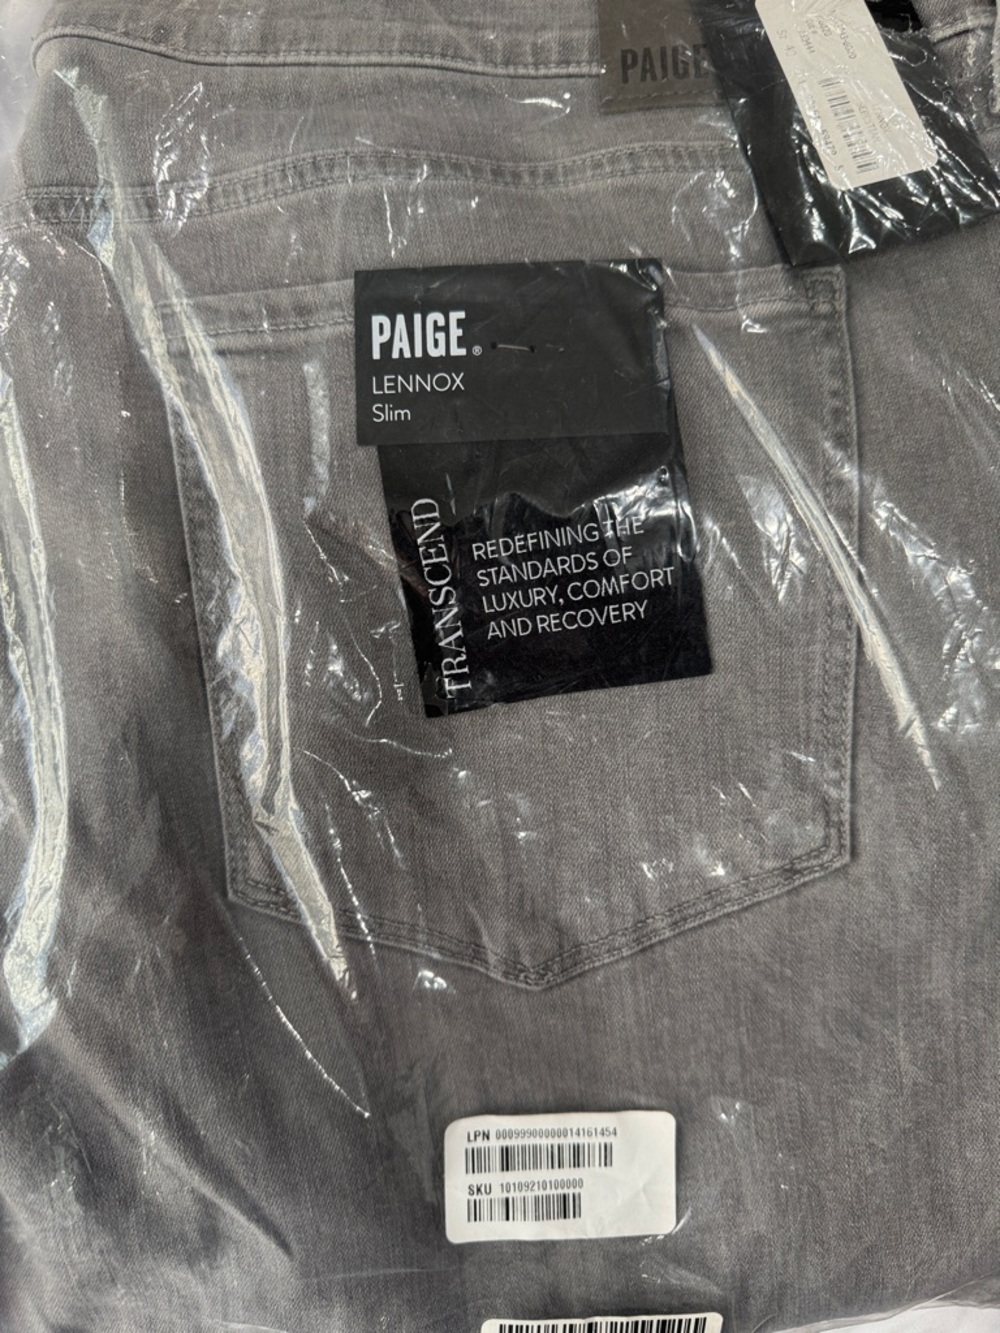 PAIGE
PAIGE®
LENNOX
Slim
TRANSCEND
REDEFINING THE
STANDARDS OF
LUXURY, COMFORT
AND RECOVERY
LPN 00099900000014161454
SKU 10109210100000